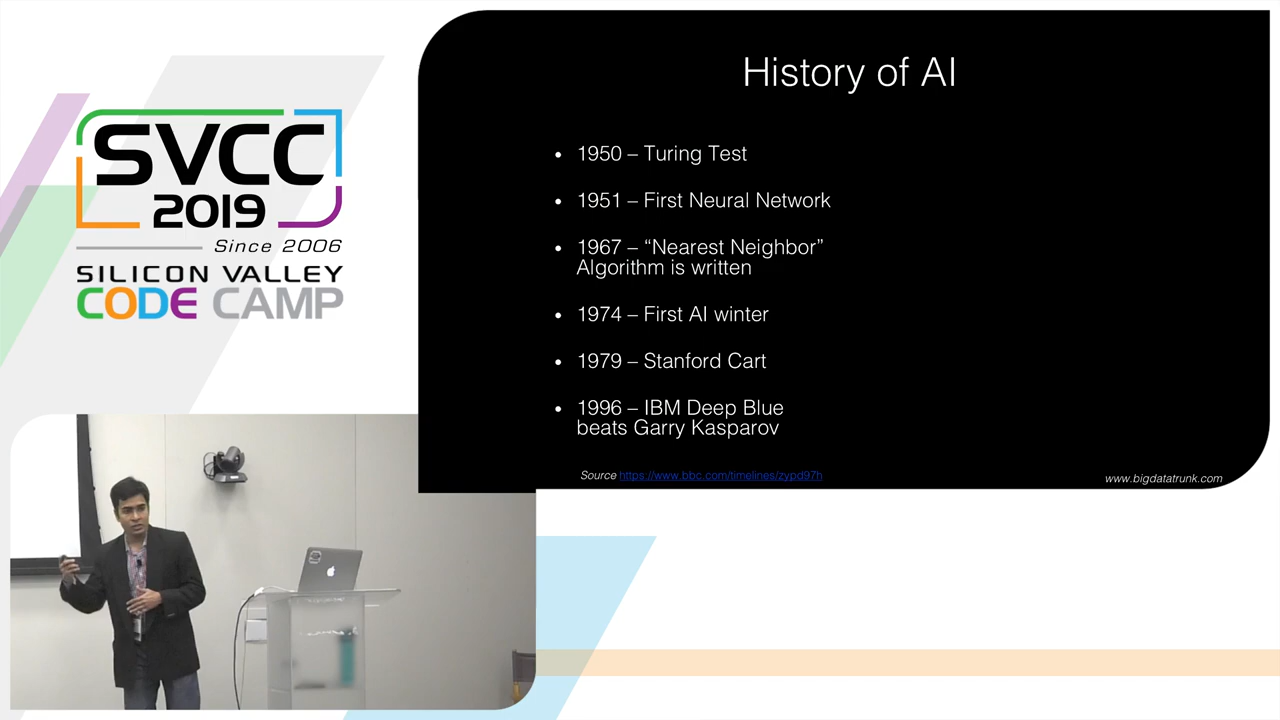 SVCC
2019
Since 2006
SILICON VALLEY
CODE CAMP
History of AI
• 1950 – Turing Test
• 1951 – First Neural Network
• 1967 – “Nearest Neighbor”
Algorithm is written
• 1974 – First AI winter
• 1979 – Stanford Cart
• 1996 – IBM Deep Blue
beats Garry Kasparov
Source https://www.bbc.com/timelines/zypd97h
www.bigdatatrunk.com